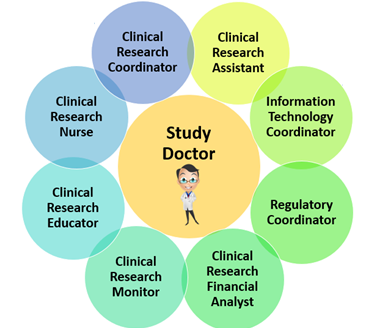 Clinical
Research
Coordinator
Clinical
Research
Assistant
Information
Technology
Coordinator
Regulatory
Coordinator
Clinical
Research
Financial
Analyst
Clinical
Research
Monitor
Clinical
Research
Educator
Clinical
Research
Nurse
Study
Doctor